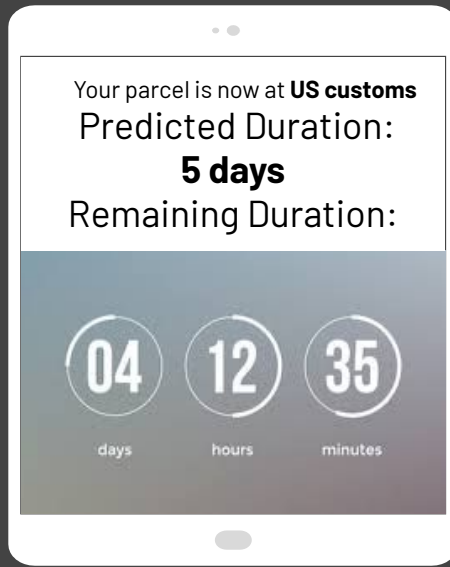 Your parcel is now at US customs
Predicted Duration:
5 days
Remaining Duration:
04 12 35
days hours minutes